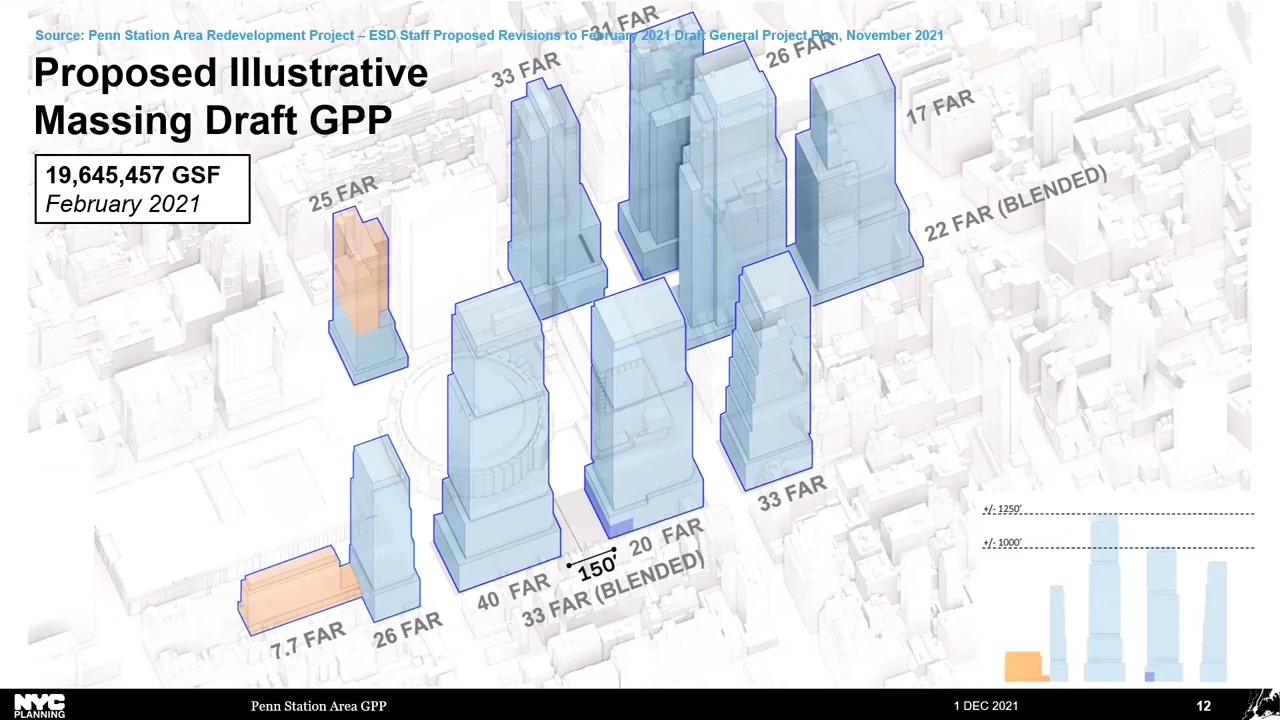 Source: Penn Station Area Redevelopment Project – ESD Staff Proposed Revisions to February 2021 Draft General Project Plan, November 2021
Proposed Illustrative
Massing Draft GPP
19,645,457 GSF
February 2021
31 FAR
26 FAR
33 FAR
17 FAR
25 FAR
22 FAR (BLENDED)
33 FAR
20 FAR
150'
40 FAR
33 FAR (BLENDED)
26 FAR
7.7 FAR
+/- 1250'
+/- 1000'
NYC
PLANNING
Penn Station Area GPP
1 DEC 2021
12